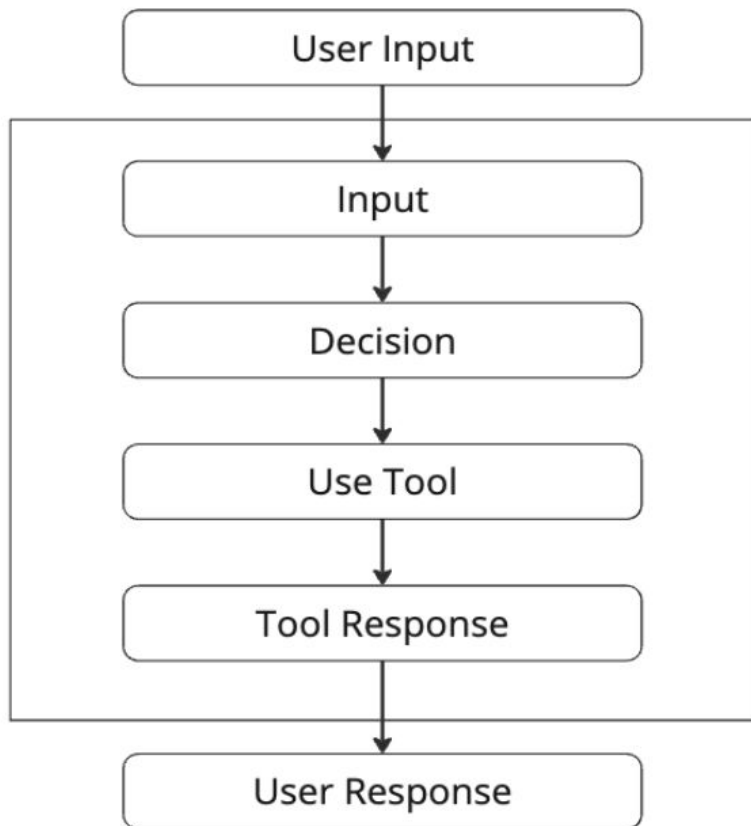 User Input
Input
Decision
Use Tool
Tool Response
User Response